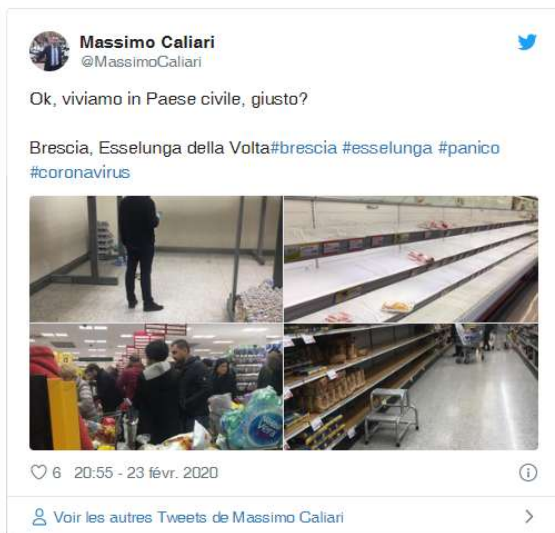 Massimo Caliari
@MassimoCaliari
Ok, viviamo in Paese civile, giusto?
Brescia, Esselunga della Volta#brescia #esselunga #panico
#coronavirus
Vera
6 20:55 - 23 févr. 2020
Voir les autres Tweets de Massimo Caliari